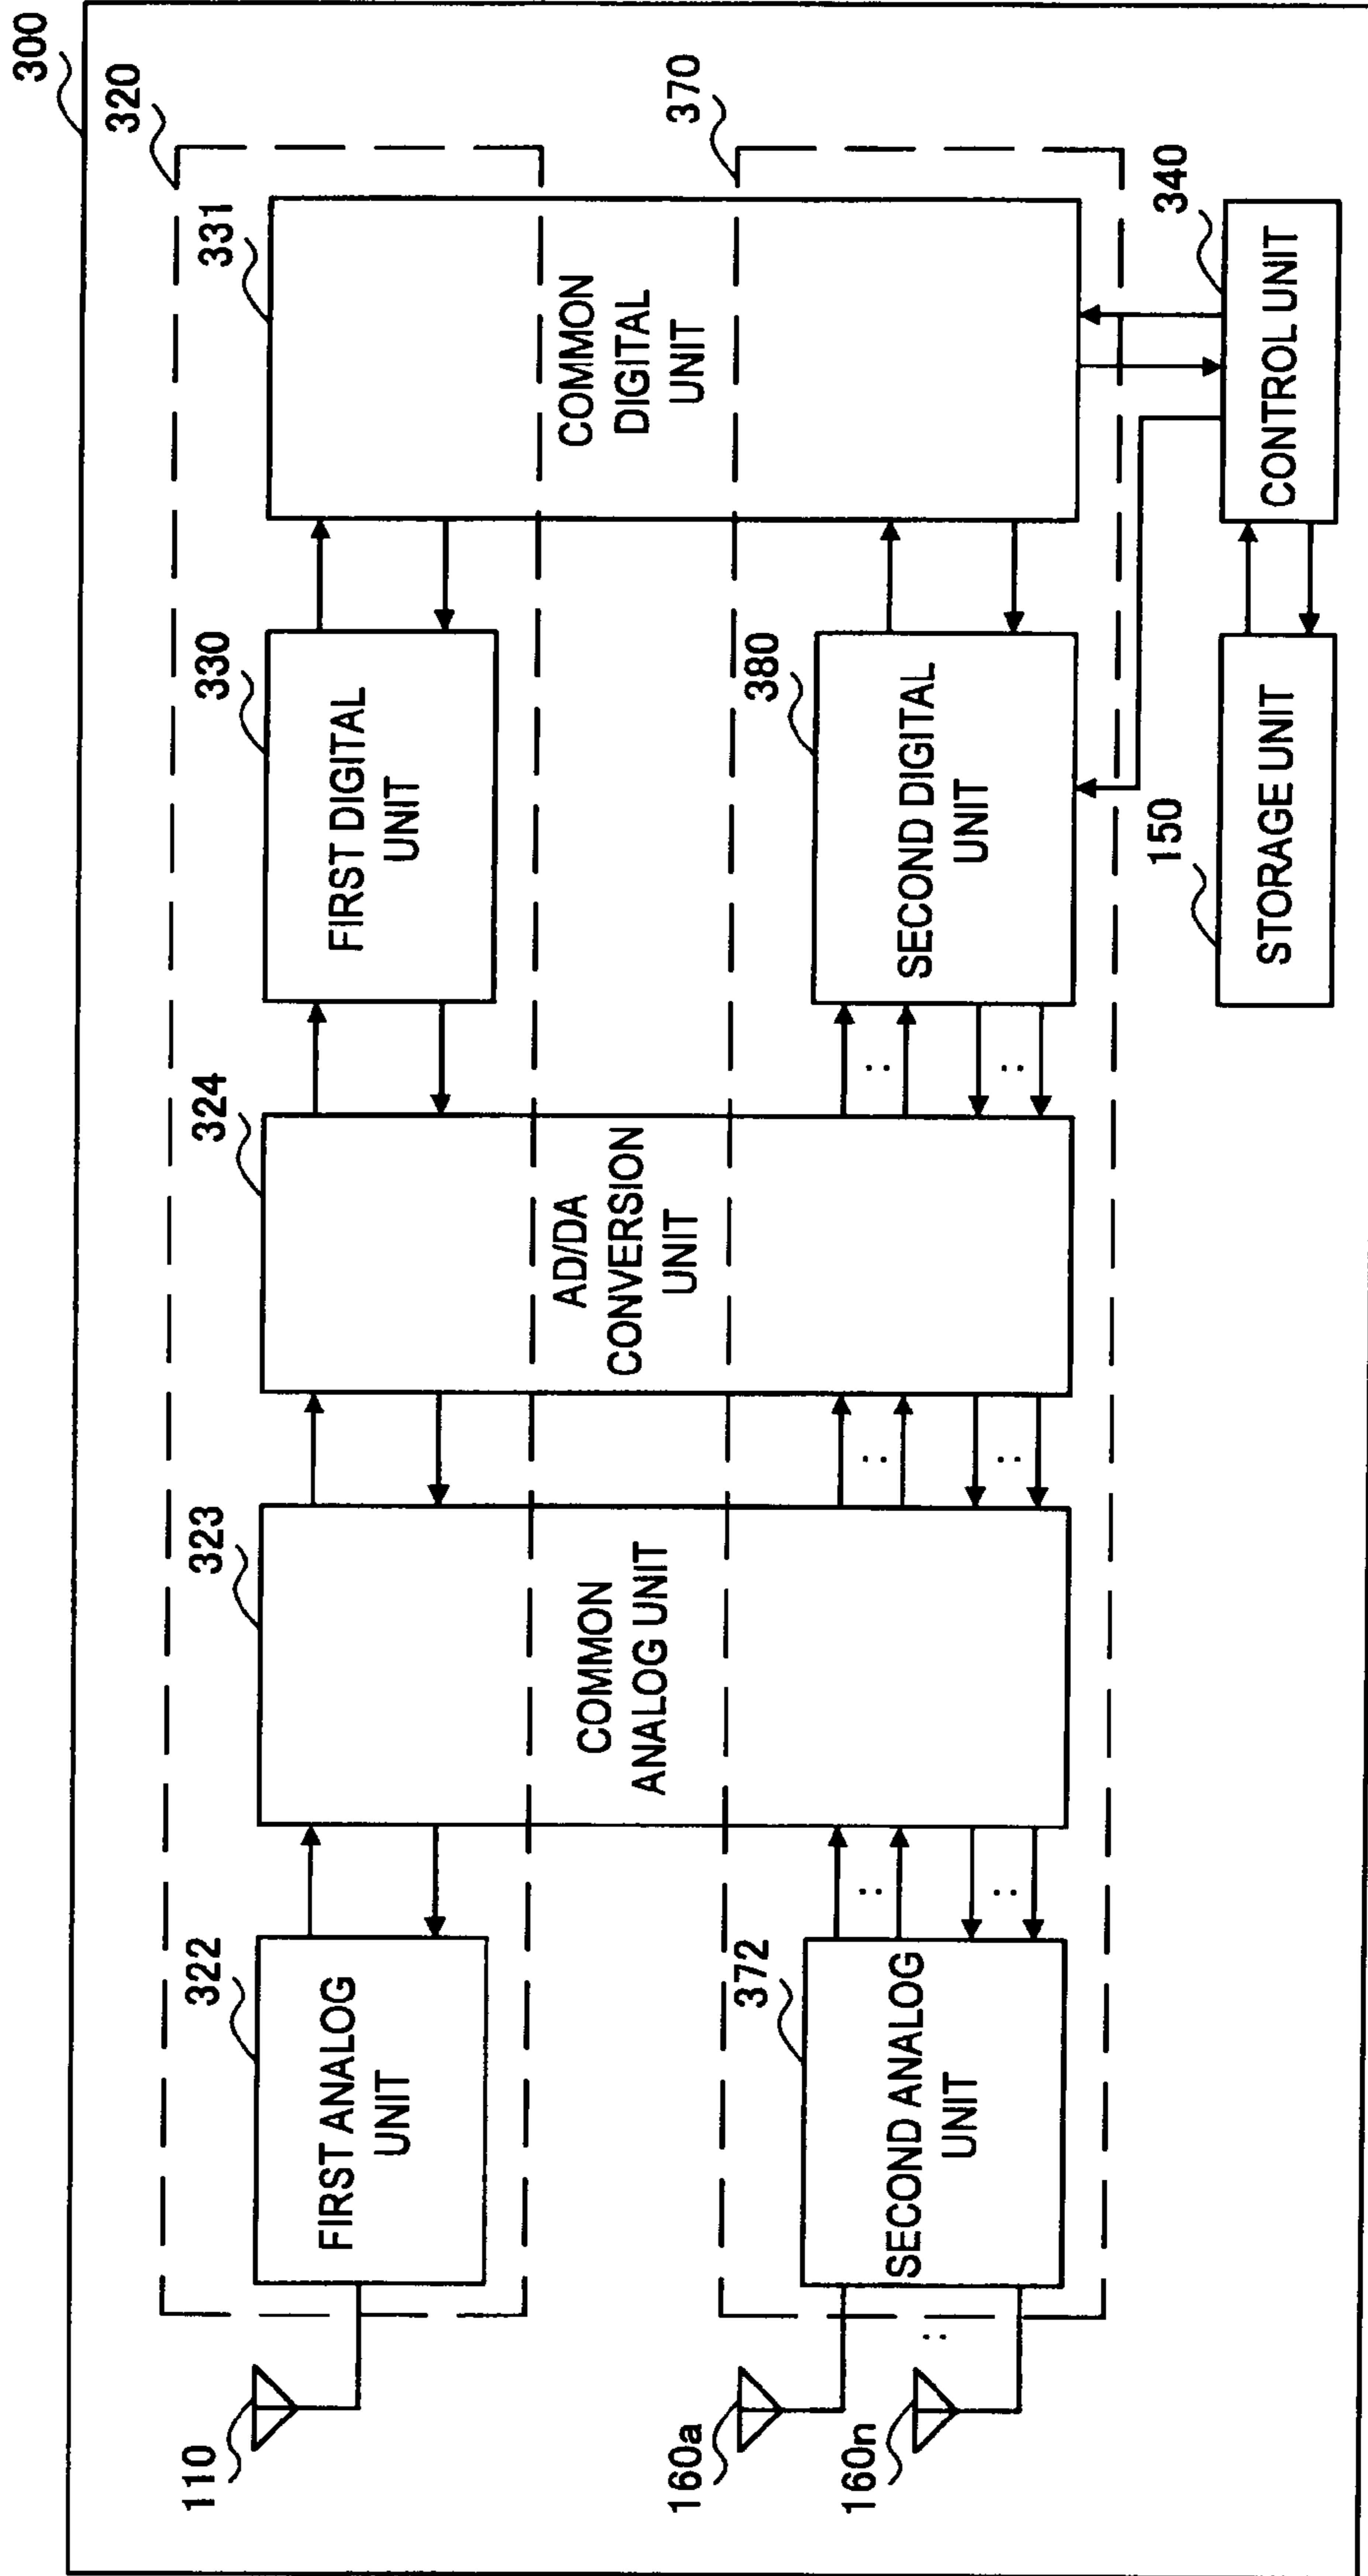 300
320
370
110
322
FIRST ANALOG
UNIT
323
COMMON
ANALOG UNIT
324
AD/DA
CONVERSION
UNIT
330
FIRST DIGITAL
UNIT
331
COMMON
DIGITAL
UNIT
160a
160n
372
SECOND ANALOG
UNIT
380
SECOND DIGITAL
UNIT
150
STORAGE UNIT
340
CONTROL UNIT